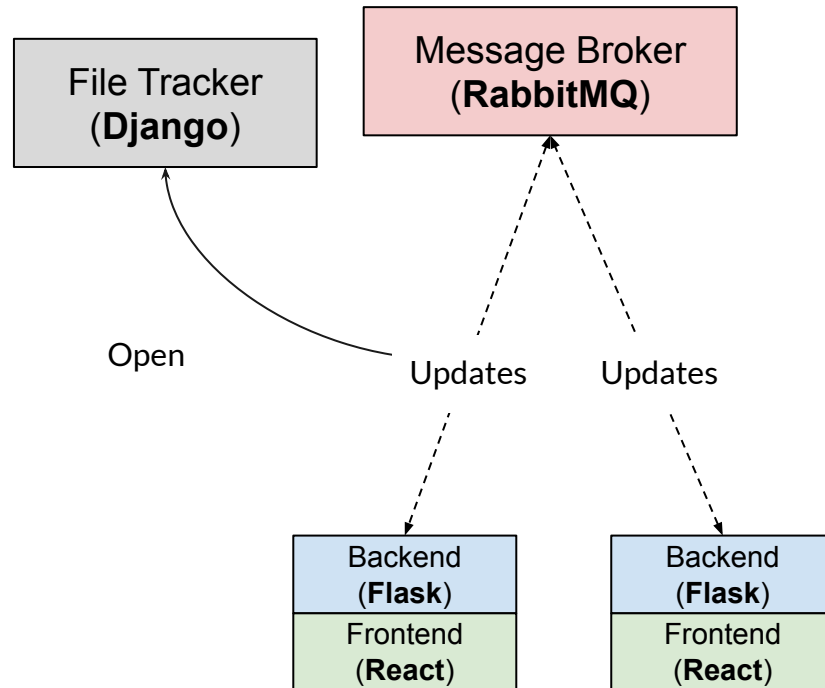 File Tracker
(Django)
Message Broker
(RabbitMQ)
Open
Updates
Updates
Backend
(Flask)
Frontend
(React)
Backend
(Flask)
Frontend
(React)